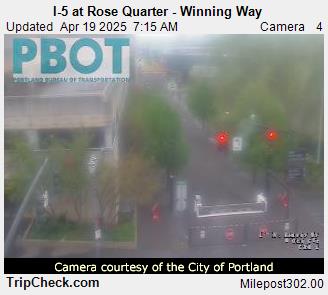 I-5 at Rose Quarter - Winning Way
Updated Apr 19 2025 7:15 AM Camera 4
PBOT
PORTLAND BUREAU OF TRANSPORTATION
Camera courtesy of the City of Portland
TripCheck.com Milepost302.00